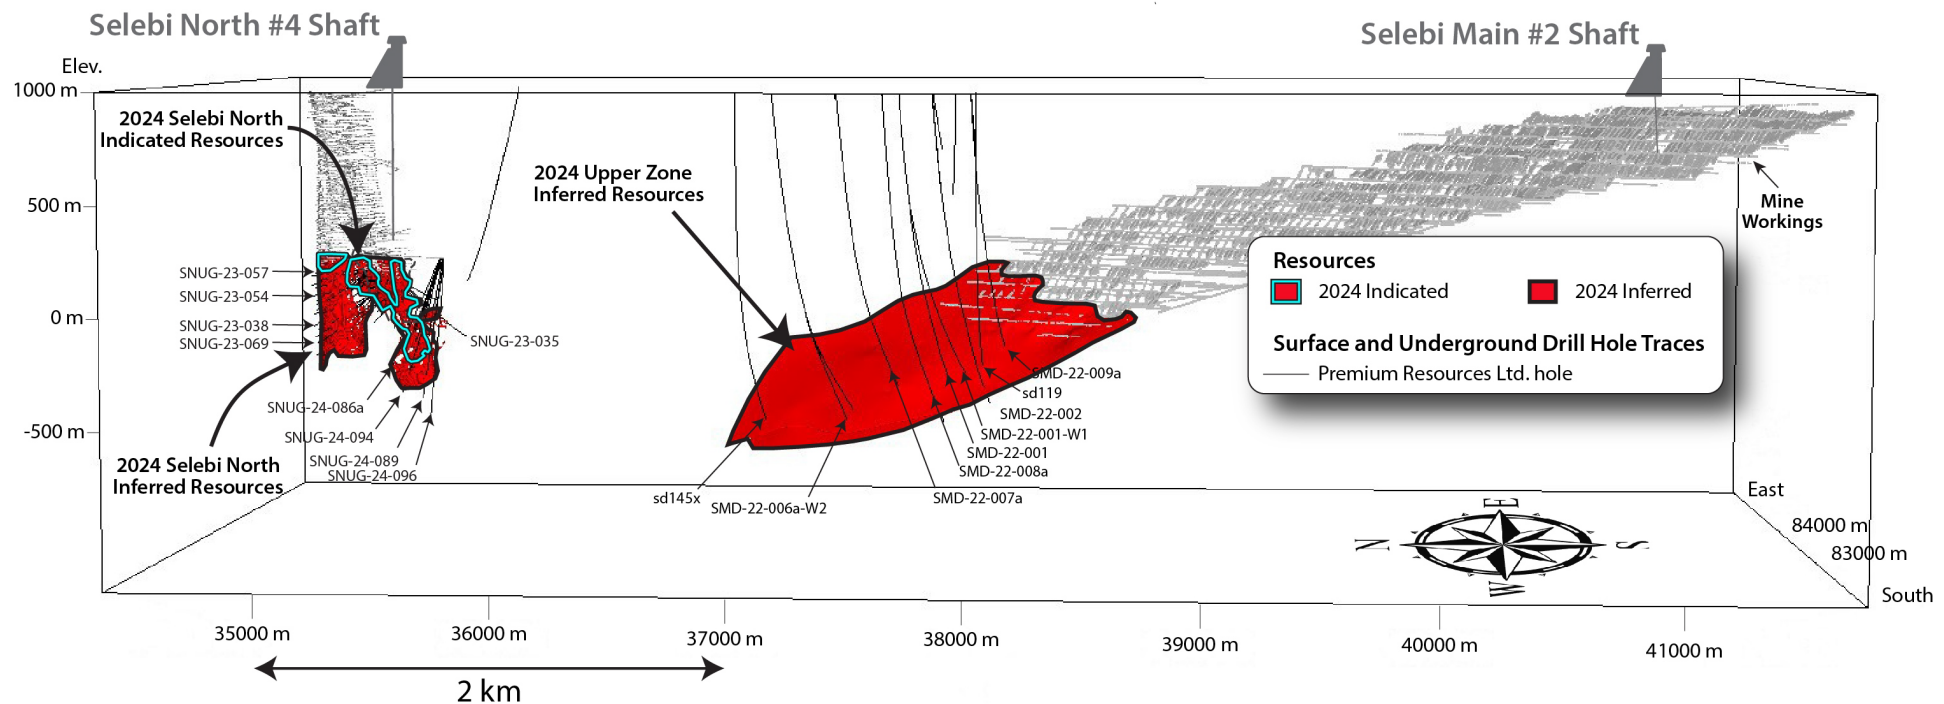 Selebi North #4 Shaft
Selebi Main #2 Shaft
Elev.
1000 m
500 m
0 m
-500 m
2024 Selebi North
Indicated Resources
2024 Upper Zone
Inferred Resources
Mine
Workings
SNUG-23-057
SNUG-23-054
SNUG-23-038
SNUG-23-069
SNUG-23-035
SNUG-24-086a
SNUG-24-094
SNUG-24-089
SNUG-24-096
2024 Selebi North
Inferred Resources
Resources
2024 Indicated
2024 Inferred
Surface and Underground Drill Hole Traces
Premium Resources Ltd. hole
SMD-22-009a
sd119
SMD-22-002
SMD-22-001-W1
SMD-22-001
SMD-22-008a
SMD-22-007a
sd145x
SMD-22-006a-W2
East
84000 m
83000 m
South
E
N
S
W
35000 m
36000 m
37000 m
38000 m
39000 m
40000 m
41000 m
2 km